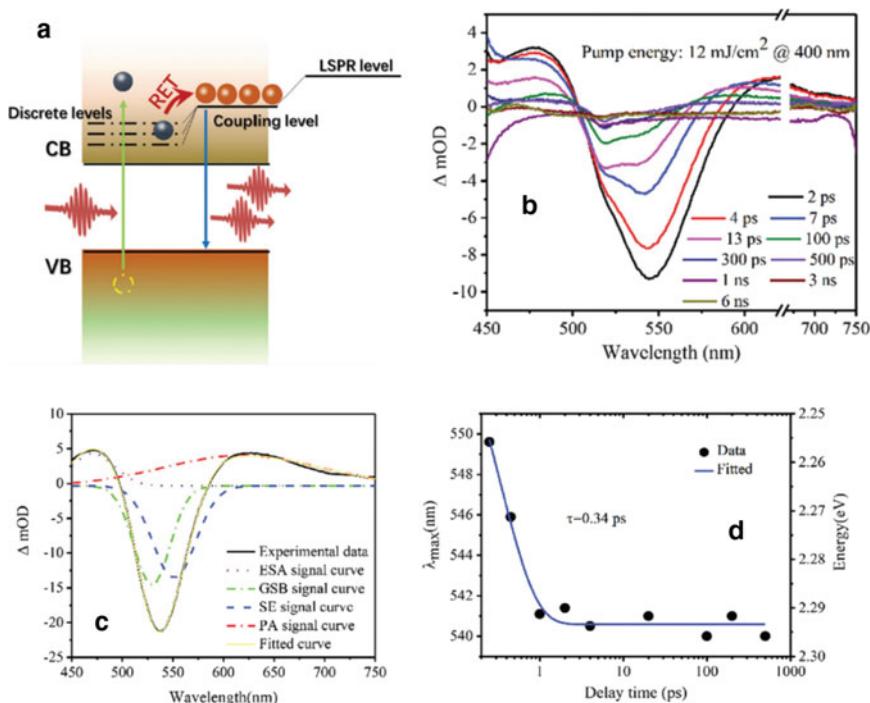 a
LSPR level
RET
Discrete levels
Coupling level
CB
VB
b
Pump energy: 12 mJ/cm² @ 400 nm
4
2
0
-2
-4
-6
-8
-10
Δ mOD
2 ps
4 ps
7 ps
13 ps
100 ps
300 ps
500 ps
1 ns
3 ns
6 ns
450
500
550
600
700
750
Wavelength (nm)
10
5
0
-5
-10
-15
-20
-25
Δ mOD
Experimental data
ESA signal curve
GSB signal curve
SE signal curve
PA signal curve
Fitted curve
c
450
500
550
600
650
700
750
Wavelength(nm)
550
548
546
544
542
540
λmax(nm)
Data
Fitted
τ=0.34 ps
d
2.25
2.26
2.27
2.28
2.29
2.30
Energy(eV)
1
10
100
1000
Delay time (ps)